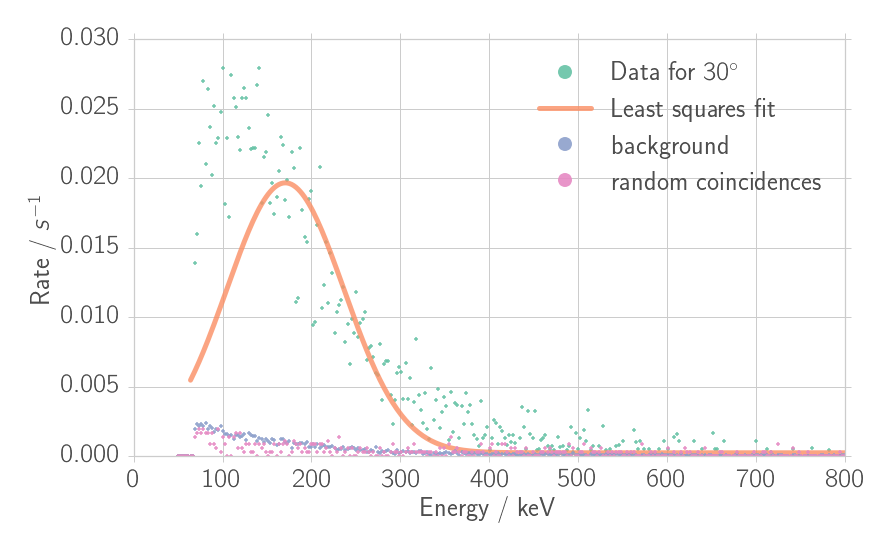 0.030
0.025
0.020
0.015
0.010
0.005
0.000
Rate / s⁻¹
0 100 200 300 400 500 600 700 800
Energy / keV
Data for 30°
Least squares fit
background
random coincidences